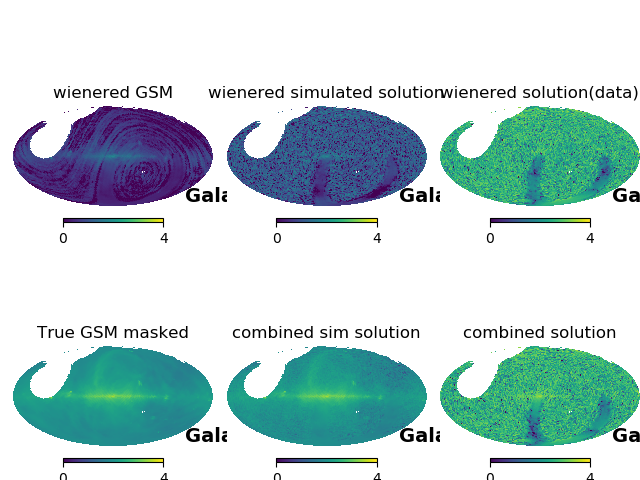 wienered GSM
wienered simulated solution
wienered solution(data)
Gala
Gala
Ga
0 4
0 4
0 4
True GSM masked
combined sim solution
combined solution
Gala
Gala
Ga
0 4
0 4
0 4